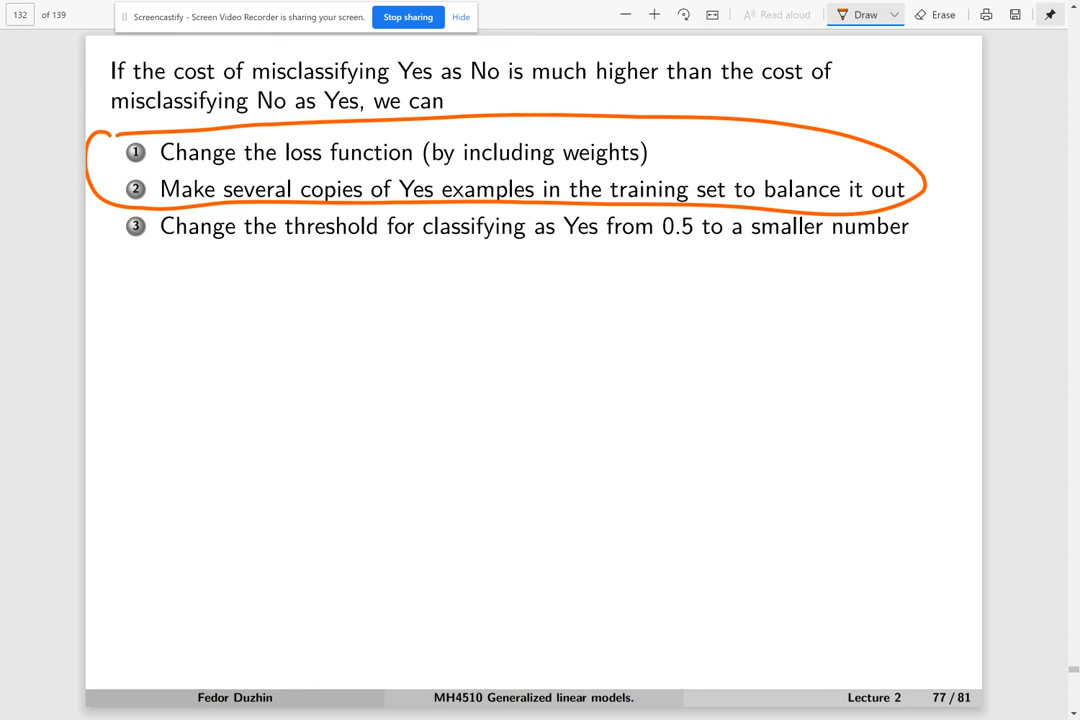 132 of 139
Screencastify - Screen Video Recorder is sharing your screen. Stop sharing Hide
Read aloud Draw Erase
If the cost of misclassifying Yes as No is much higher than the cost of
misclassifying No as Yes, we can
1 Change the loss function (by including weights)
2 Make several copies of Yes examples in the training set to balance it out
3 Change the threshold for classifying as Yes from 0.5 to a smaller number
Fedor Duzhin MH4510 Generalized linear models. Lecture 2 77 / 81